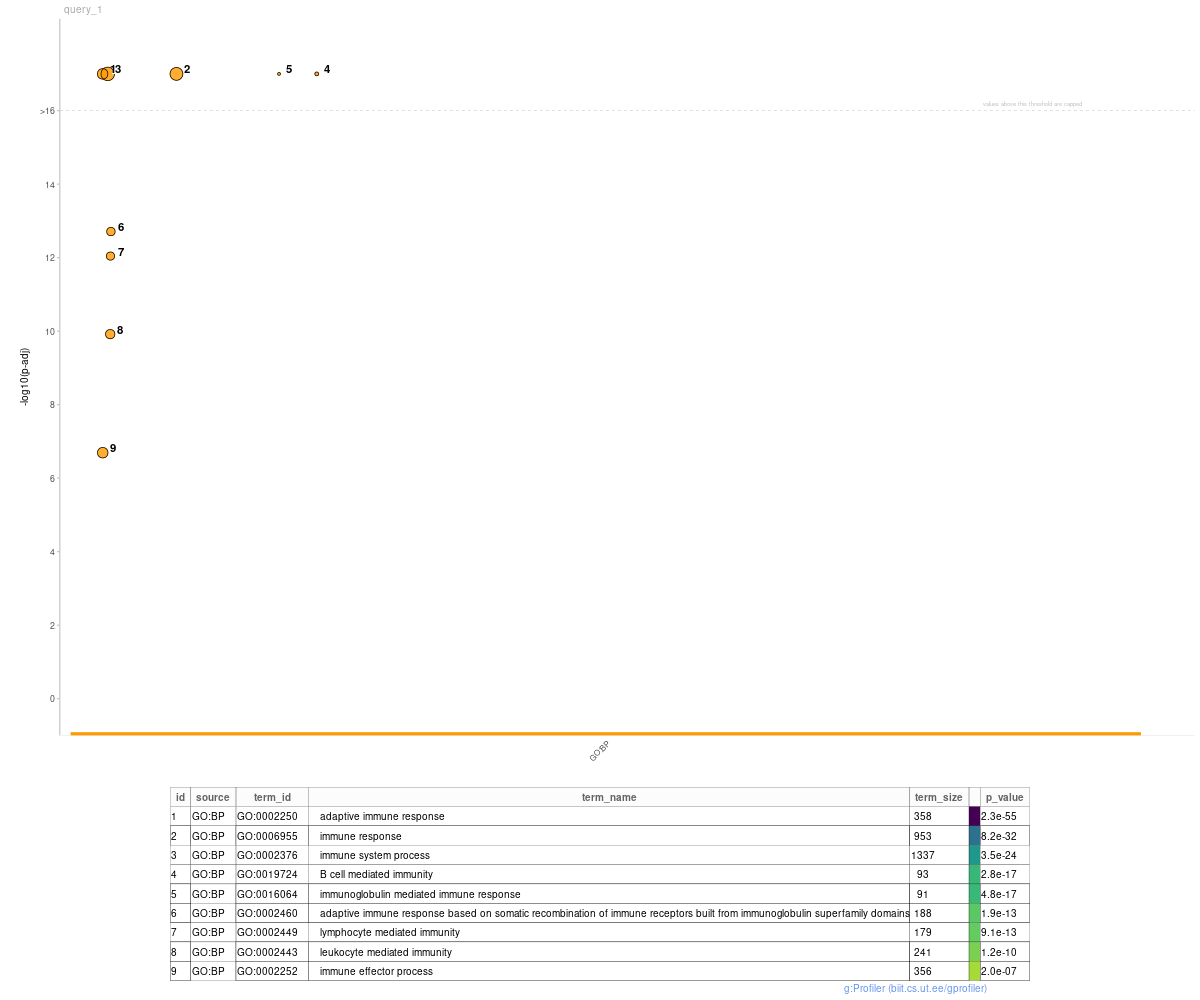 query_1
13
2
5
4
values above this threshold are capped
>16
14
12
10
8
6
4
2
0
6
7
8
9
-log10(p-adj)
GO:BP
id source term_id term_name term_size p_value
1 GO:BP GO:0002250 adaptive immune response 358 2.3e-55
2 GO:BP GO:0006955 immune response 953 8.2e-32
3 GO:BP GO:0002376 immune system process 1337 3.5e-24
4 GO:BP GO:0019724 B cell mediated immunity 93 2.8e-17
5 GO:BP GO:0016064 immunoglobulin mediated immune response 91 4.8e-17
6 GO:BP GO:0002460 adaptive immune response based on somatic recombination of immune receptors built from immunoglobulin superfamily domains 188 1.9e-13
7 GO:BP GO:0002449 lymphocyte mediated immunity 179 9.1e-13
8 GO:BP GO:0002443 leukocyte mediated immunity 241 1.2e-10
9 GO:BP GO:0002252 immune effector process 356 2.0e-07
g:Profiler (biit.cs.ut.ee/gprofiler)